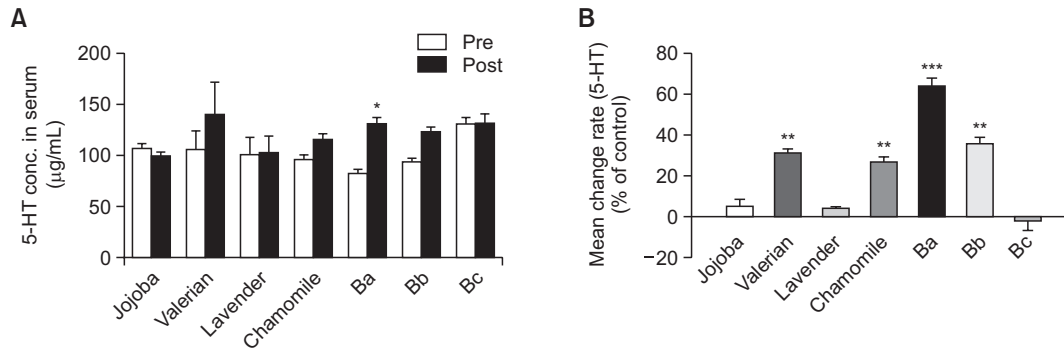 A
5-HT conc. in serum
(μg/mL)
200
150
100
50
0
Pre
Post
*
Jojoba
Valerian
Lavender
Chamomile
Ba
Bb
Bc
B
Mean change rate (5-HT)
(% of control)
80
60
40
20
0
−20
**
**
***
**
Jojoba
Valerian
Lavender
Chamomile
Ba
Bb
Bc